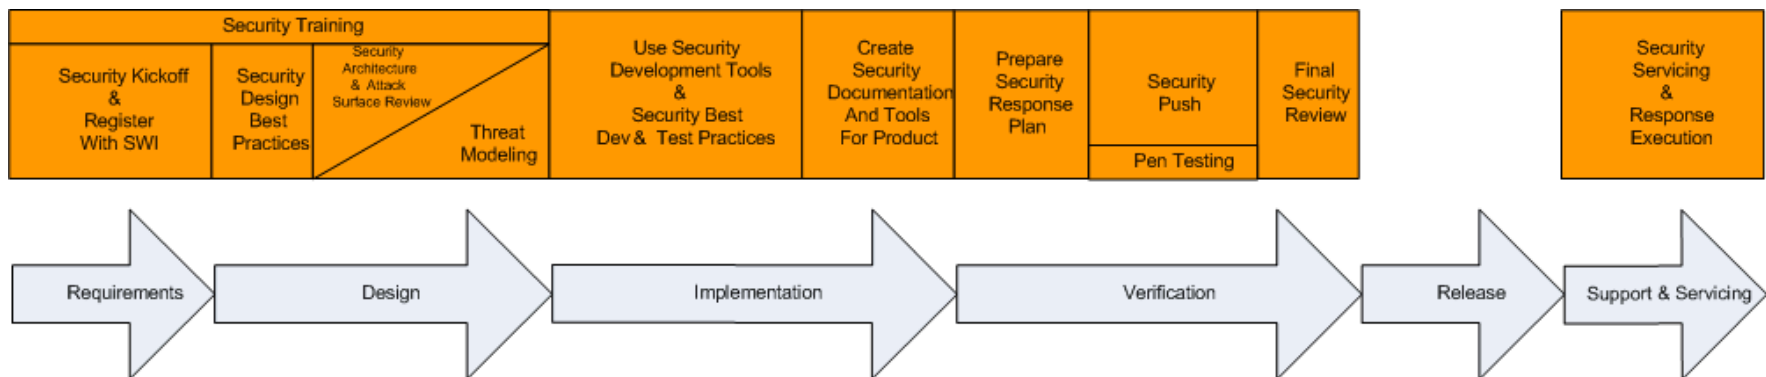 Security Training
Security Kickoff
&
Register
With SWI
Security
Design
Best
Practices
Security
Architecture
& Attack
Surface Review
Threat
Modeling
Use Security
Development Tools
&
Security Best
Dev & Test Practices
Create
Security
Documentation
And Tools
For Product
Prepare
Security
Response
Plan
Security
Push
Pen Testing
Final
Security
Review
Security
Servicing
&
Response
Execution
Requirements
Design
Implementation
Verification
Release
Support & Servicing